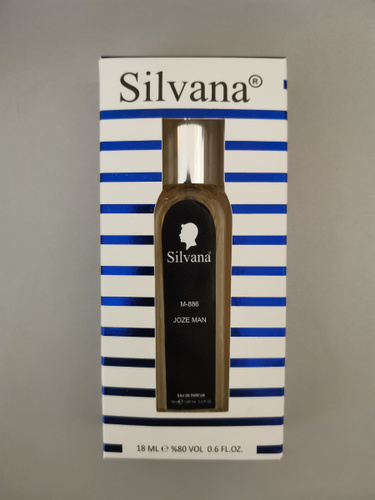 Silvana®
Silvana
M-886
JOZE MAN
EAU DE PARFUM
18 ML ℮ %80 VOL 0.6 FL.OZ.